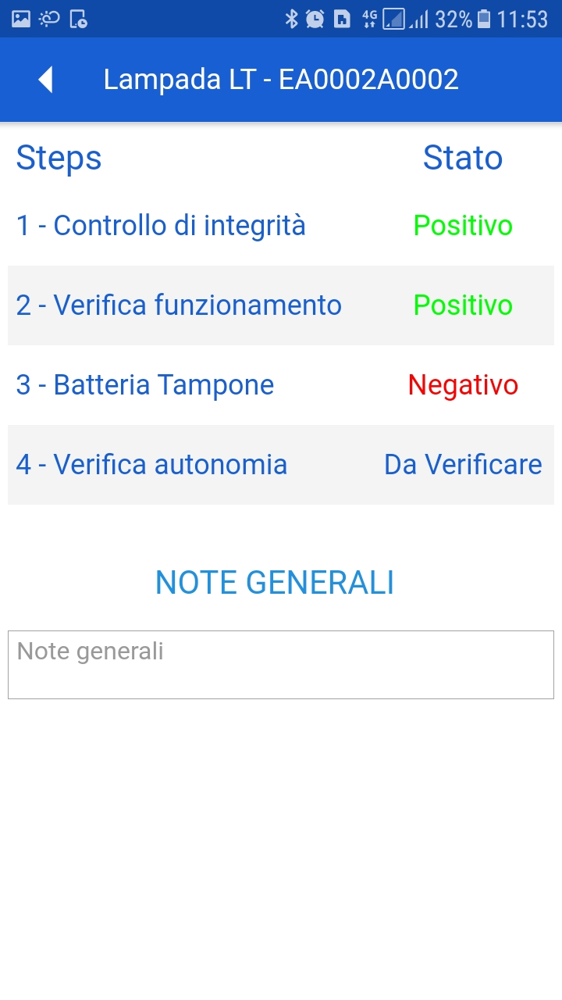 4G 32% 11:53
Lampada LT - EA0002A0002
Steps Stato
1 - Controllo di integrità Positivo
2 - Verifica funzionamento Positivo
3 - Batteria Tampone Negativo
4 - Verifica autonomia Da Verificare
NOTE GENERALI
Note generali